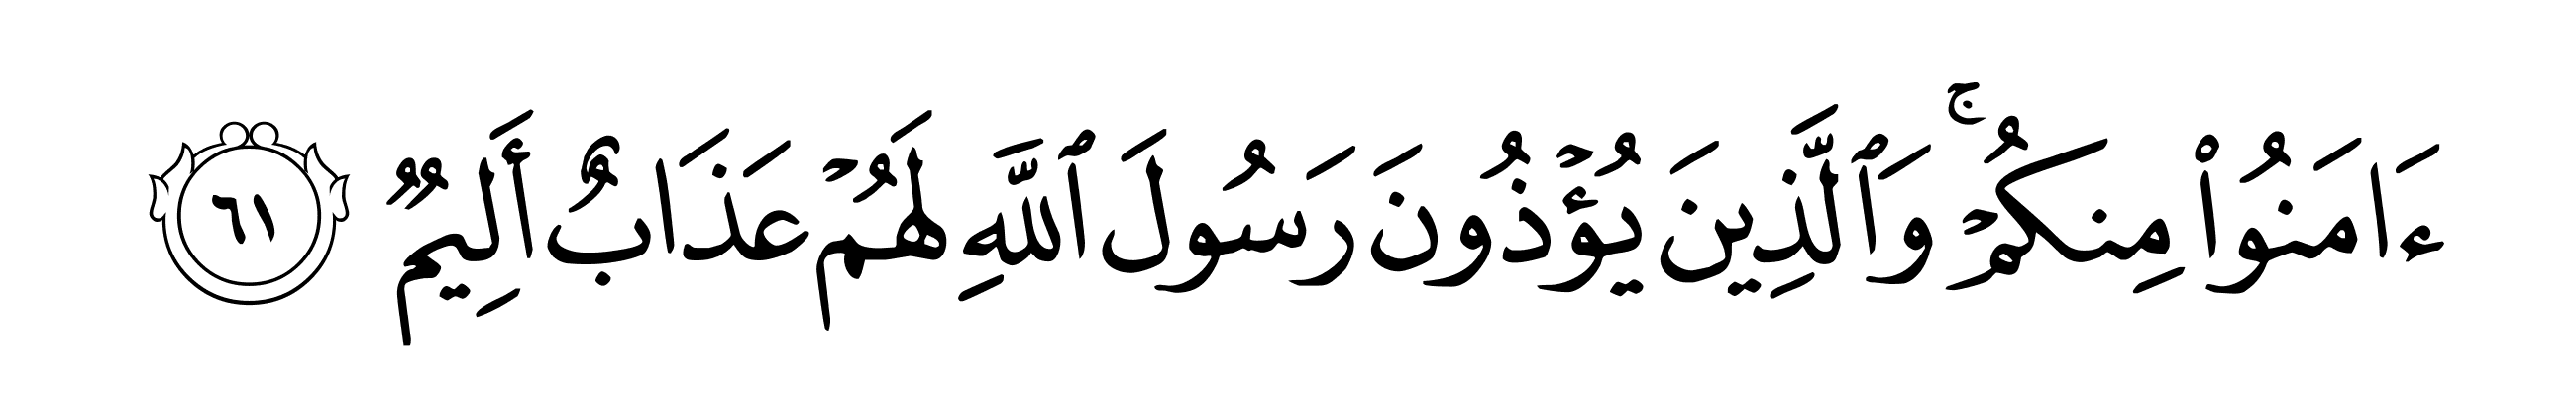 ءَامَنُوا۟ مِنكُمْ ۚ وَٱلَّذِينَ يُؤْذُونَ رَسُولَ ٱللَّهِ لَهُمْ عَذَابٌ أَلِيمٌ ٦١